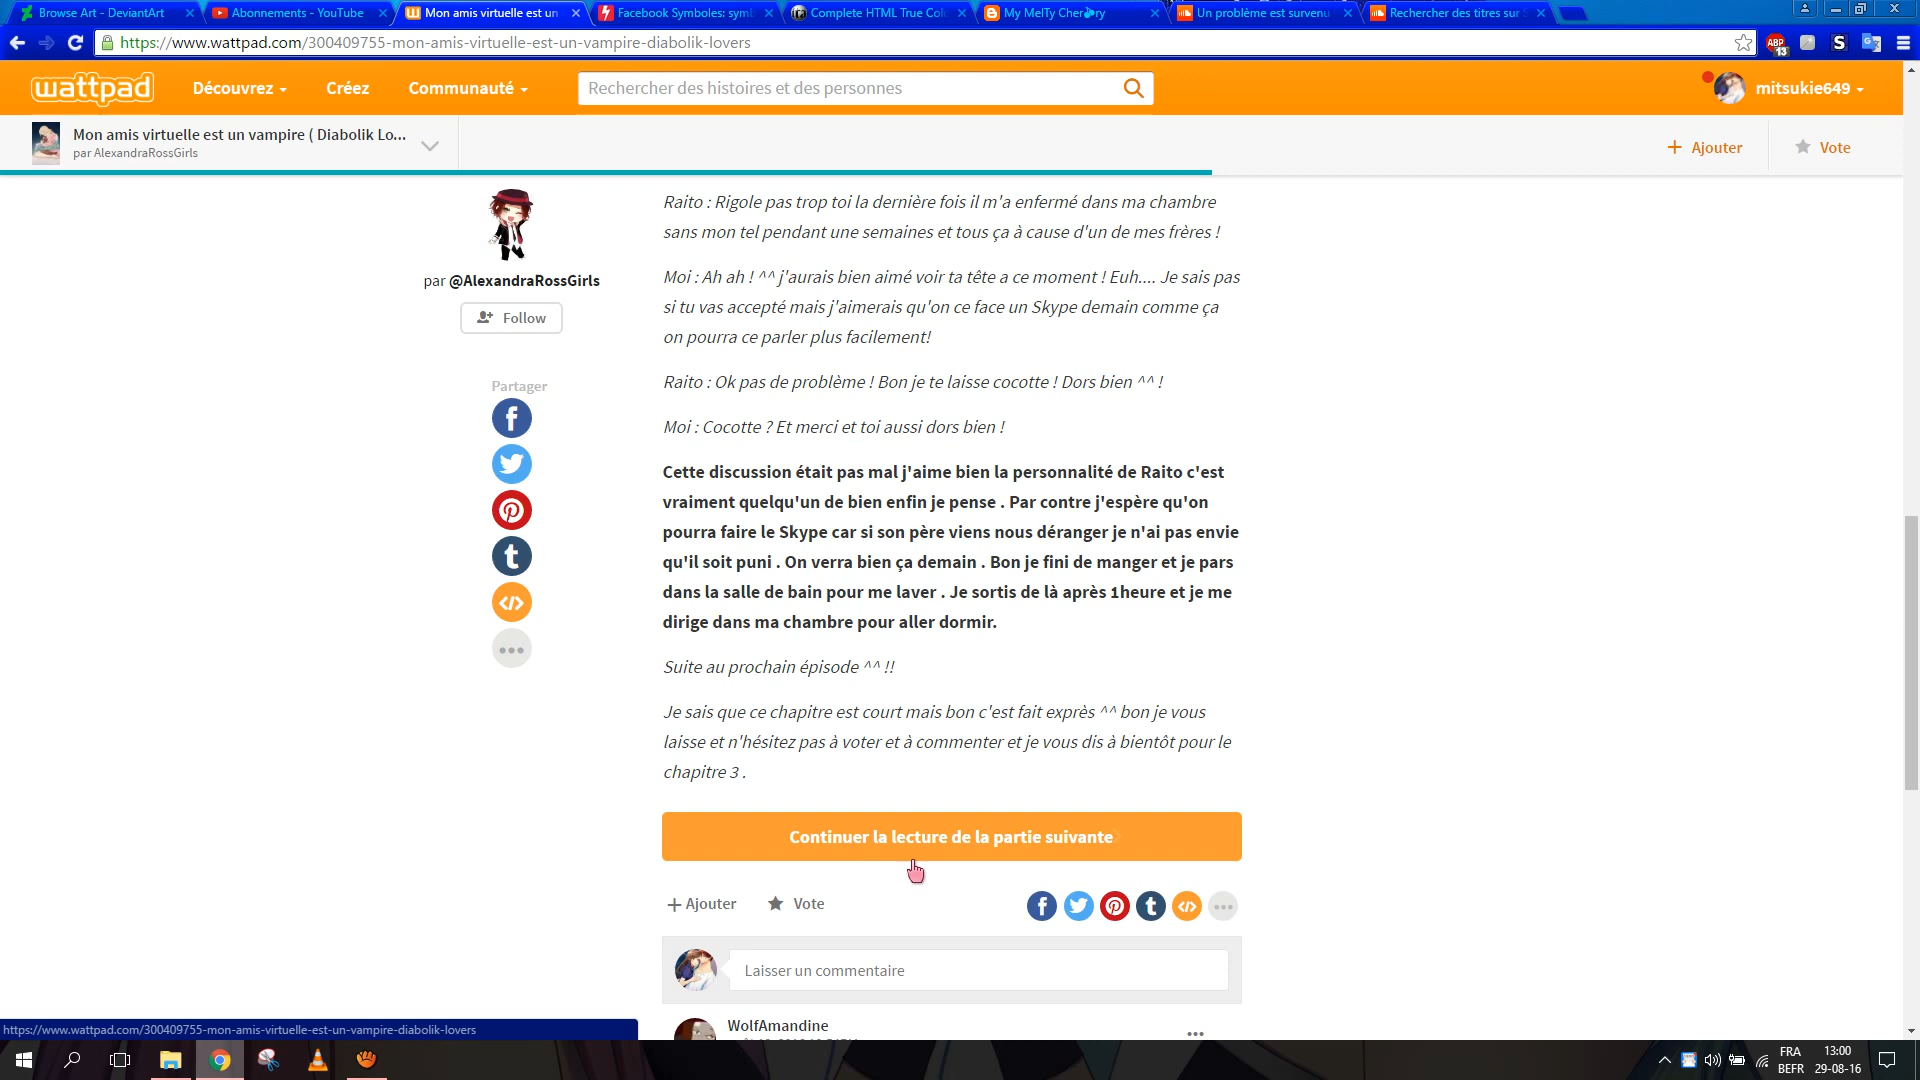 Browse Art - DeviantArt
Abonnements - YouTube
Mon amis virtuelle est un
Facebook Symboles: sym
Complete HTML True Col
My MelTy Cher♪ry
Un problème est survenu
Rechercher des titres sur S
https://www.wattpad.com/300409755-mon-amis-virtuelle-est-un-vampire-diabolik-lovers
ABP
13
S
wattpad
Découvrez
Créez
Communauté
Rechercher des histoires et des personnes
mitsukie649
Mon amis virtuelle est un vampire ( Diabolik Lo...
par AlexandraRossGirls
+ Ajouter
Vote
Raito : Rigole pas trop toi la dernière fois il m'a enfermé dans ma chambre
sans mon tel pendant une semaines et tous ça à cause d'un de mes frères !
par @AlexandraRossGirls
Follow
Moi : Ah ah ! ^^ j'aurais bien aimé voir ta tête a ce moment ! Euh.... Je sais pas
si tu vas accepté mais j'aimerais qu'on ce face un Skype demain comme ça
on pourra ce parler plus facilement!
Partager
Raito : Ok pas de problème ! Bon je te laisse cocotte ! Dors bien ^^ !
Moi : Cocotte ? Et merci et toi aussi dors bien !
Cette discussion était pas mal j'aime bien la personnalité de Raito c'est
vraiment quelqu'un de bien enfin je pense . Par contre j'espère qu'on
pourra faire le Skype car si son père viens nous déranger je n'ai pas envie
qu'il soit puni . On verra bien ça demain . Bon je fini de manger et je pars
dans la salle de bain pour me laver . Je sortis de là après 1heure et je me
dirige dans ma chambre pour aller dormir.
Suite au prochain épisode ^^ !!
Je sais que ce chapitre est court mais bon c'est fait exprès ^^ bon je vous
laisse et n'hésitez pas à voter et à commenter et je vous dis à bientôt pour le
chapitre 3 .
Continuer la lecture de la partie suivante
+ Ajouter
Vote
Laisser un commentaire
WolfAmandine
https://www.wattpad.com/300409755-mon-amis-virtuelle-est-un-vampire-diabolik-lovers
FRA
BEFR
13:00
29-08-16